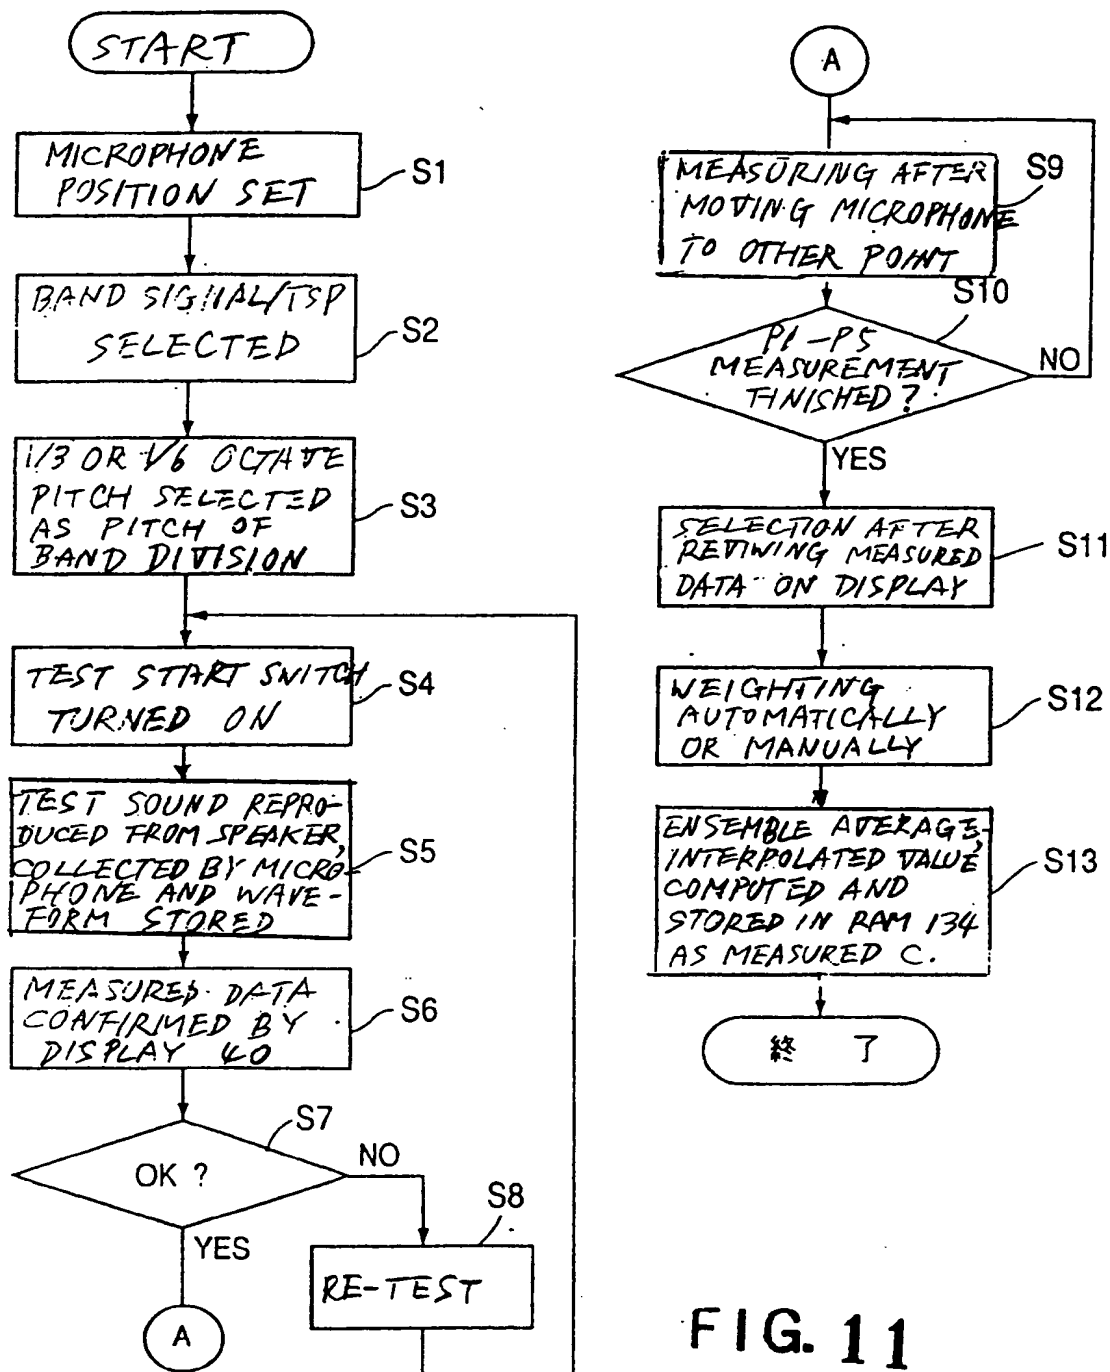 START
MICROPHONE
POSITION SET
S1
BAND SIGNAL/TSP
SELECTED
S2
1/3 OR 1/6 OCTAVE
PITCH SELECTED
AS PITCH OF
BAND DIVISION
S3
TEST START SWITCH
TURNED ON
S4
TEST SOUND REPRO-
DUCED FROM SPEAKER,
COLLECTED BY MICRO-
PHONE AND WAVE-
FORM STORED
S5
MEASURED DATA
CONFIRMED BY
DISPLAY 40
S6
S7
OK ?
NO
YES
S8
RE-TEST
A
A
MEASURING AFTER
MOVING MICROPHONE
TO OTHER POINT
S9
S10
P1-P5
MEASUREMENT
FINISHED?
NO
YES
SELECTION AFTER
REVIWING MEASURED
DATA ON DISPLAY
S11
WEIGHTING
AUTOMATICALLY
OR MANUALLY
S12
ENSEMBLE AVERAGE,
INTERPOLATED VALUE
COMPUTED AND
STORED IN RAM 134
AS MEASURED C.
S13
終 了
FIG. 11